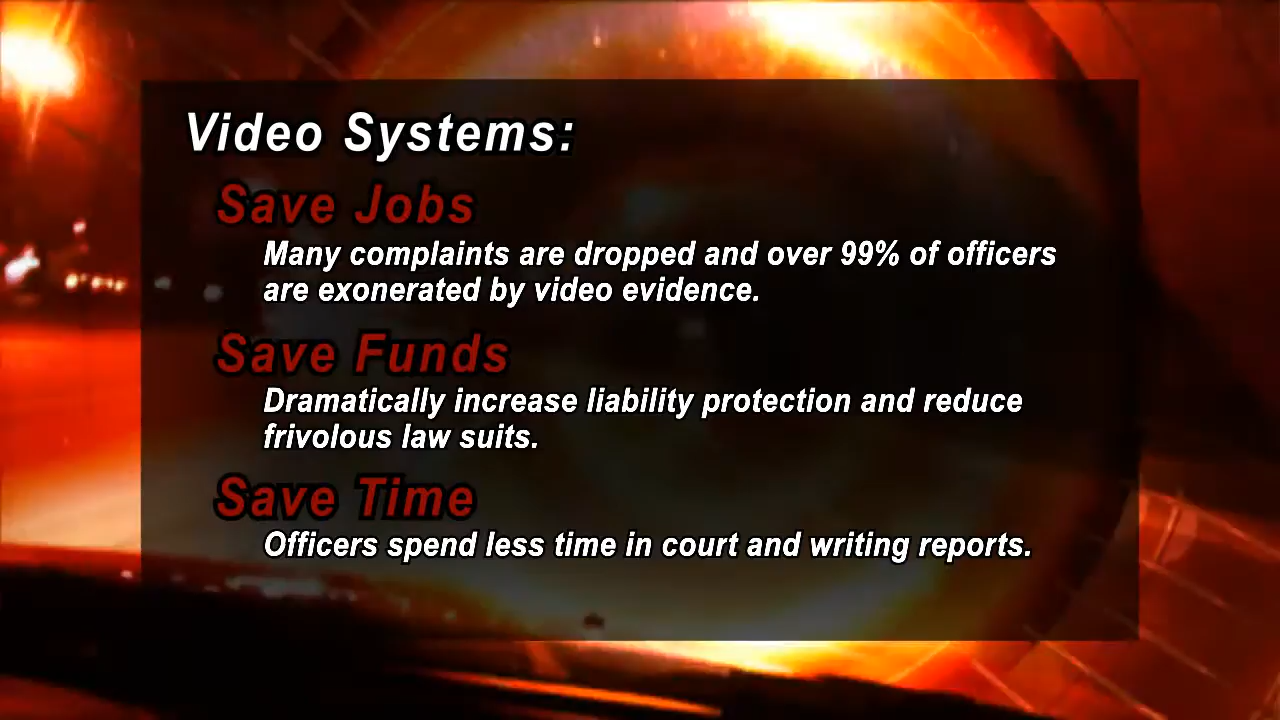 Video Systems:
Save Jobs
Many complaints are dropped and over 99% of officers
are exonerated by video evidence.
Save Funds
Dramatically increase liability protection and reduce
frivolous law suits.
Save Time
Officers spend less time in court and writing reports.